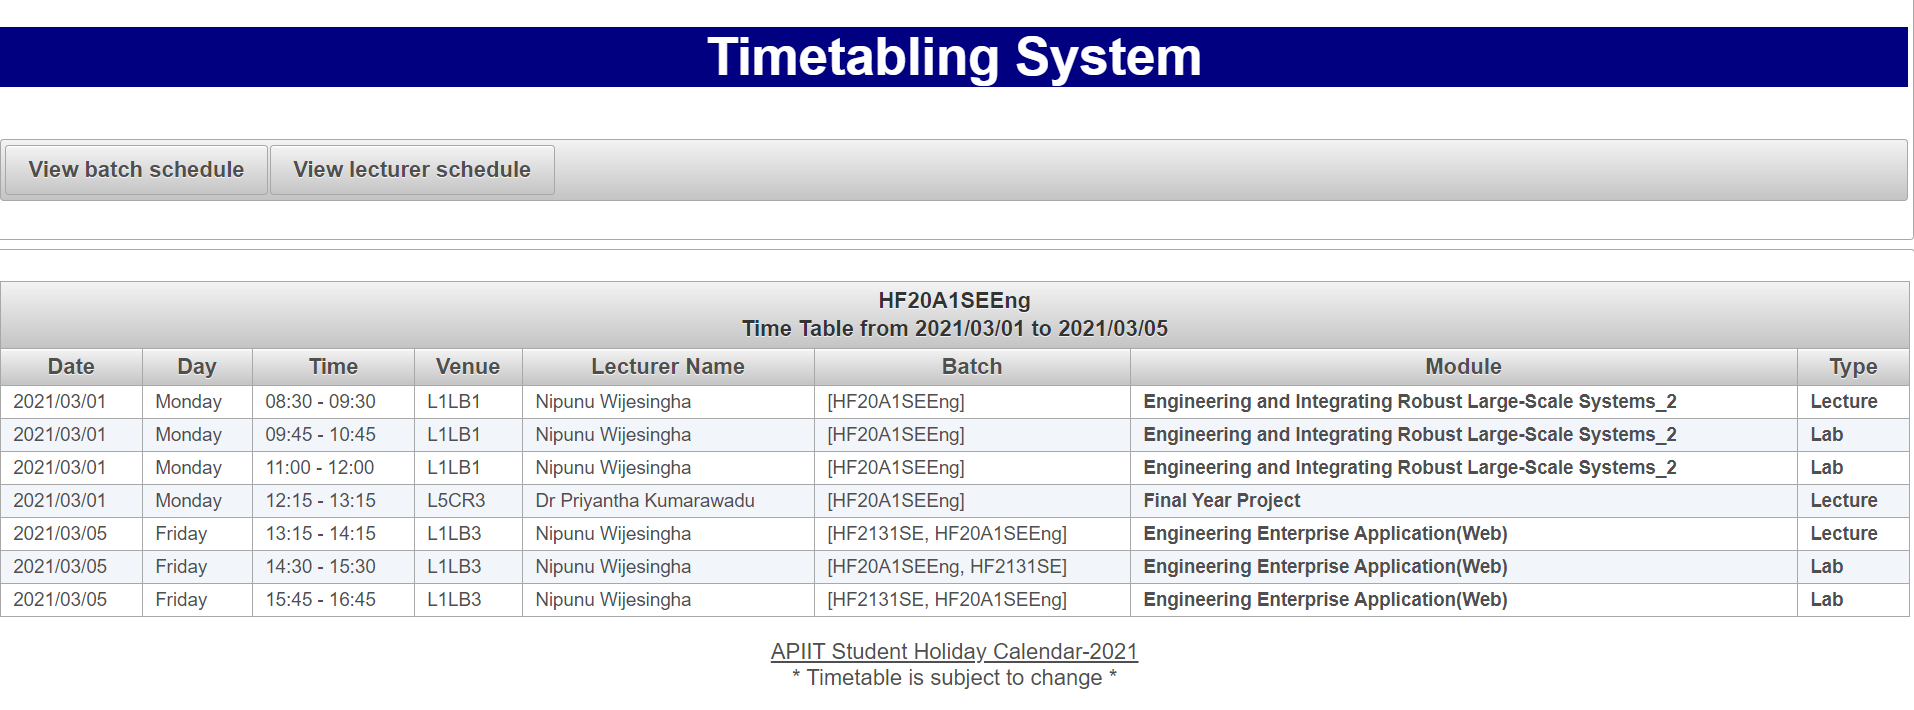 Timetabling System
View batch schedule View lecturer schedule
HF20A1SEEng
Time Table from 2021/03/01 to 2021/03/05
Date Day Time Venue Lecturer Name Batch Module Type
2021/03/01 Monday 08:30 - 09:30 L1LB1 Nipunu Wijesingha [HF20A1SEEng] Engineering and Integrating Robust Large-Scale Systems_2 Lecture
2021/03/01 Monday 09:45 - 10:45 L1LB1 Nipunu Wijesingha [HF20A1SEEng] Engineering and Integrating Robust Large-Scale Systems_2 Lab
2021/03/01 Monday 11:00 - 12:00 L1LB1 Nipunu Wijesingha [HF20A1SEEng] Engineering and Integrating Robust Large-Scale Systems_2 Lab
2021/03/01 Monday 12:15 - 13:15 L5CR3 Dr Priyantha Kumarawadu [HF20A1SEEng] Final Year Project Lecture
2021/03/05 Friday 13:15 - 14:15 L1LB3 Nipunu Wijesingha [HF2131SE, HF20A1SEEng] Engineering Enterprise Application(Web) Lecture
2021/03/05 Friday 14:30 - 15:30 L1LB3 Nipunu Wijesingha [HF20A1SEEng, HF2131SE] Engineering Enterprise Application(Web) Lab
2021/03/05 Friday 15:45 - 16:45 L1LB3 Nipunu Wijesingha [HF2131SE, HF20A1SEEng] Engineering Enterprise Application(Web) Lab
APIIT Student Holiday Calendar-2021
* Timetable is subject to change *